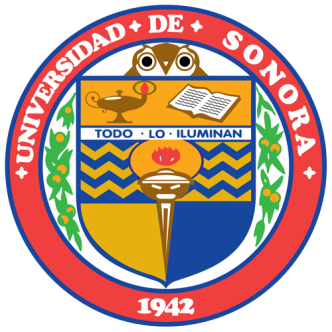 UNIVERSIDAD DE SONORA
TODO · LO · ILUMINAN
1942